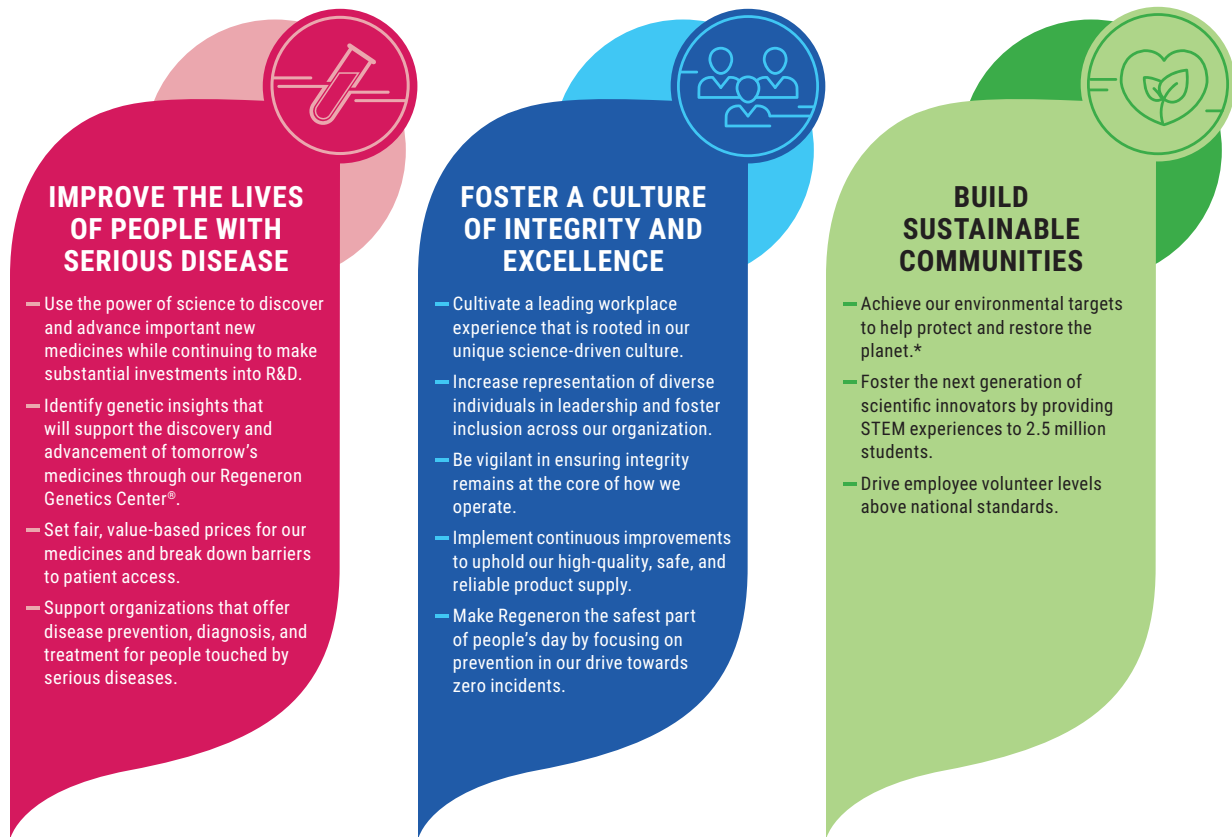 IMPROVE THE LIVES
OF PEOPLE WITH
SERIOUS DISEASE
— Use the power of science to discover
and advance important new
medicines while continuing to make
substantial investments into R&D.
— Identify genetic insights that
will support the discovery and
advancement of tomorrow’s
medicines through our Regeneron
Genetics Center®.
— Set fair, value-based prices for our
medicines and break down barriers
to patient access.
— Support organizations that offer
disease prevention, diagnosis, and
treatment for people touched by
serious diseases.
FOSTER A CULTURE
OF INTEGRITY AND
EXCELLENCE
— Cultivate a leading workplace
experience that is rooted in our
unique science-driven culture.
— Increase representation of diverse
individuals in leadership and foster
inclusion across our organization.
— Be vigilant in ensuring integrity
remains at the core of how we
operate.
— Implement continuous improvements
to uphold our high-quality, safe, and
reliable product supply.
— Make Regeneron the safest part
of people’s day by focusing on
prevention in our drive towards
zero incidents.
BUILD
SUSTAINABLE
COMMUNITIES
— Achieve our environmental targets
to help protect and restore the
planet.*
— Foster the next generation of
scientific innovators by providing
STEM experiences to 2.5 million
students.
— Drive employee volunteer levels
above national standards.